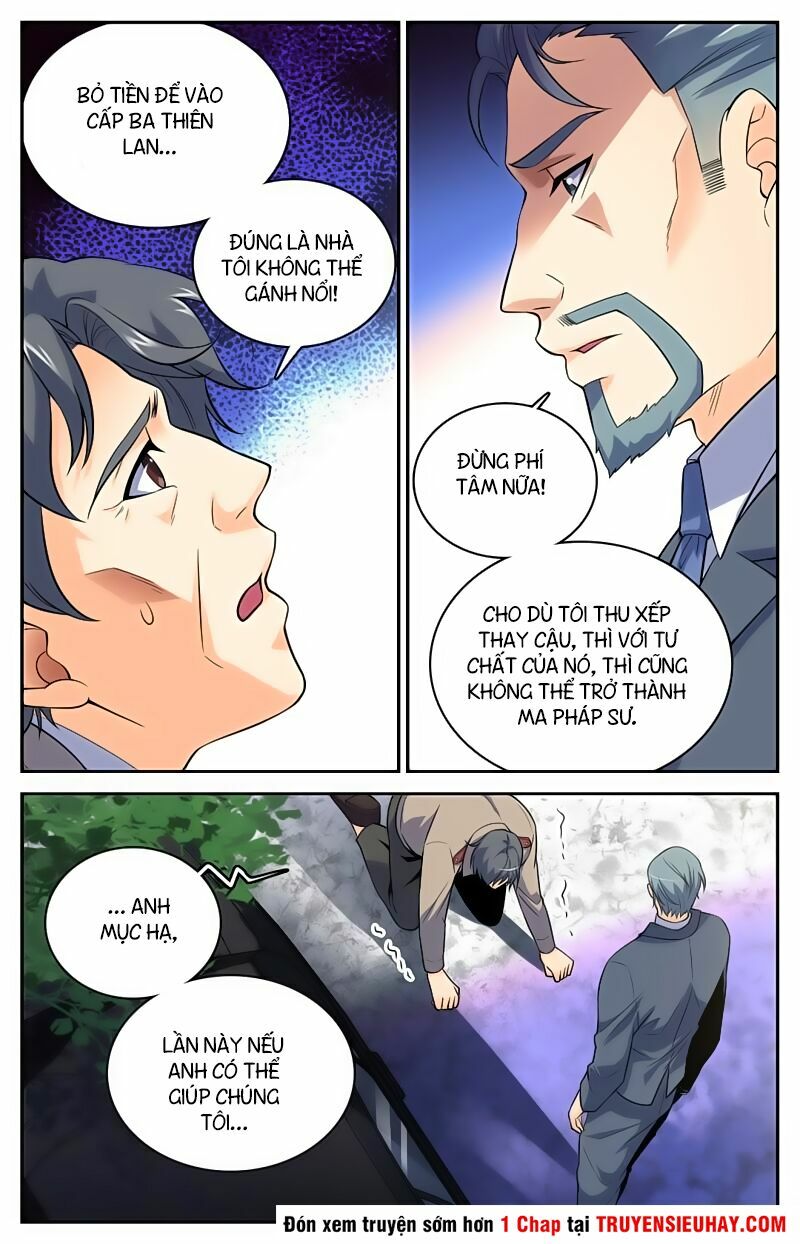 BỎ TIỀN ĐỂ VÀO
CẤP BA THIÊN
LAN...
ĐÚNG LÀ NHÀ
TÔI KHÔNG THỂ
GÁNH NỔI!
ĐỪNG PHÍ
TÂM NỮA!
CHO DÙ TÔI THU XẾP
THAY CẬU, THÌ VỚI TƯ
CHẤT CỦA NÓ, THÌ CŨNG
KHÔNG THỂ TRỞ THÀNH
MA PHÁP SƯ.
... ANH
MỤC HẠ,
LẦN NÀY NẾU
ANH CÓ THỂ
GIÚP CHÚNG
TÔI...
Đón xem truyện sớm hơn 1 Chap tại TRUYENSIEUHAY.COM